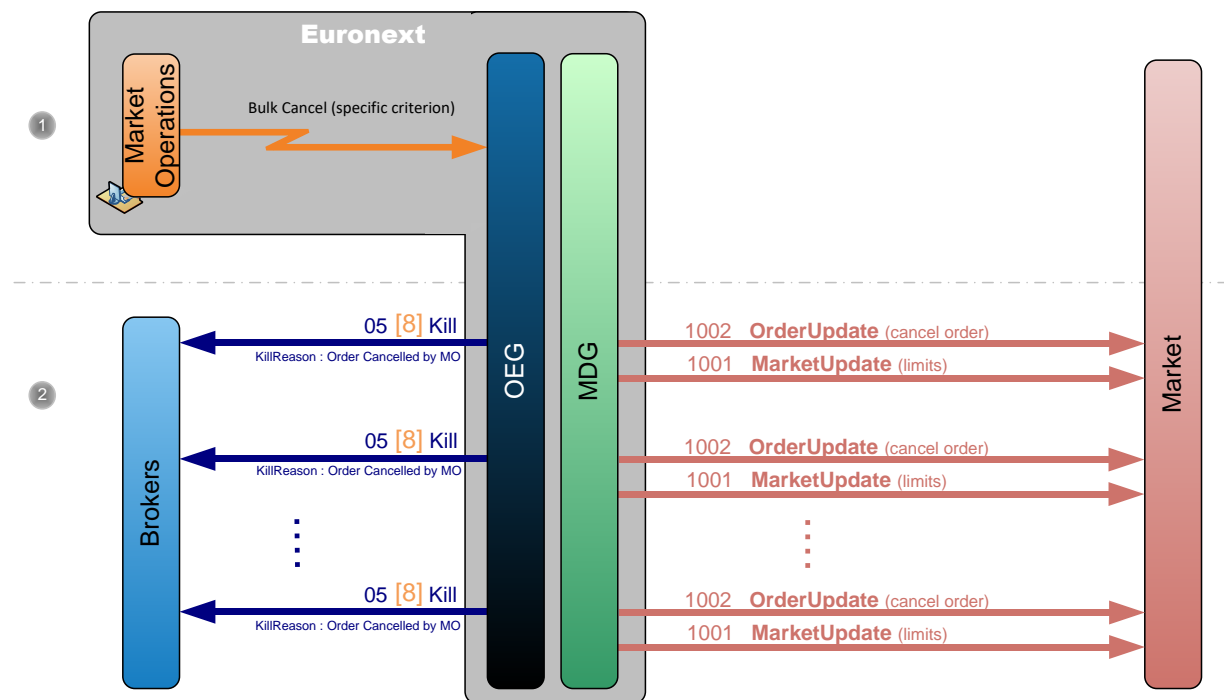 Euronext
Market
Operations
Bulk Cancel (specific criterion)
1
OEG
MDG
Market
Brokers
2
05 [8] Kill
KillReason : Order Cancelled by MO
1002 OrderUpdate (cancel order)
1001 MarketUpdate (limits)
05 [8] Kill
KillReason : Order Cancelled by MO
1002 OrderUpdate (cancel order)
1001 MarketUpdate (limits)
05 [8] Kill
KillReason : Order Cancelled by MO
1002 OrderUpdate (cancel order)
1001 MarketUpdate (limits)